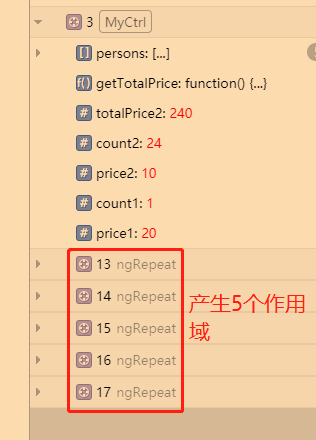 3 MyCtrl
[] persons: [...]
f() getTotalPrice: function() {...}
# totalPrice2: 240
# count2: 24
# price2: 10
# count1: 1
# price1: 20
13 ngRepeat
14 ngRepeat
15 ngRepeat
16 ngRepeat
17 ngRepeat
产生5个作用
域